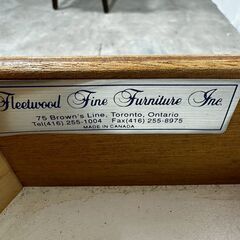 Fleetwood Fine Furniture Inc.
75 Brown's Line, Toronto, Ontario
Tel(416) 255-1004 Fax(416) 255-8975
MADE IN CANADA